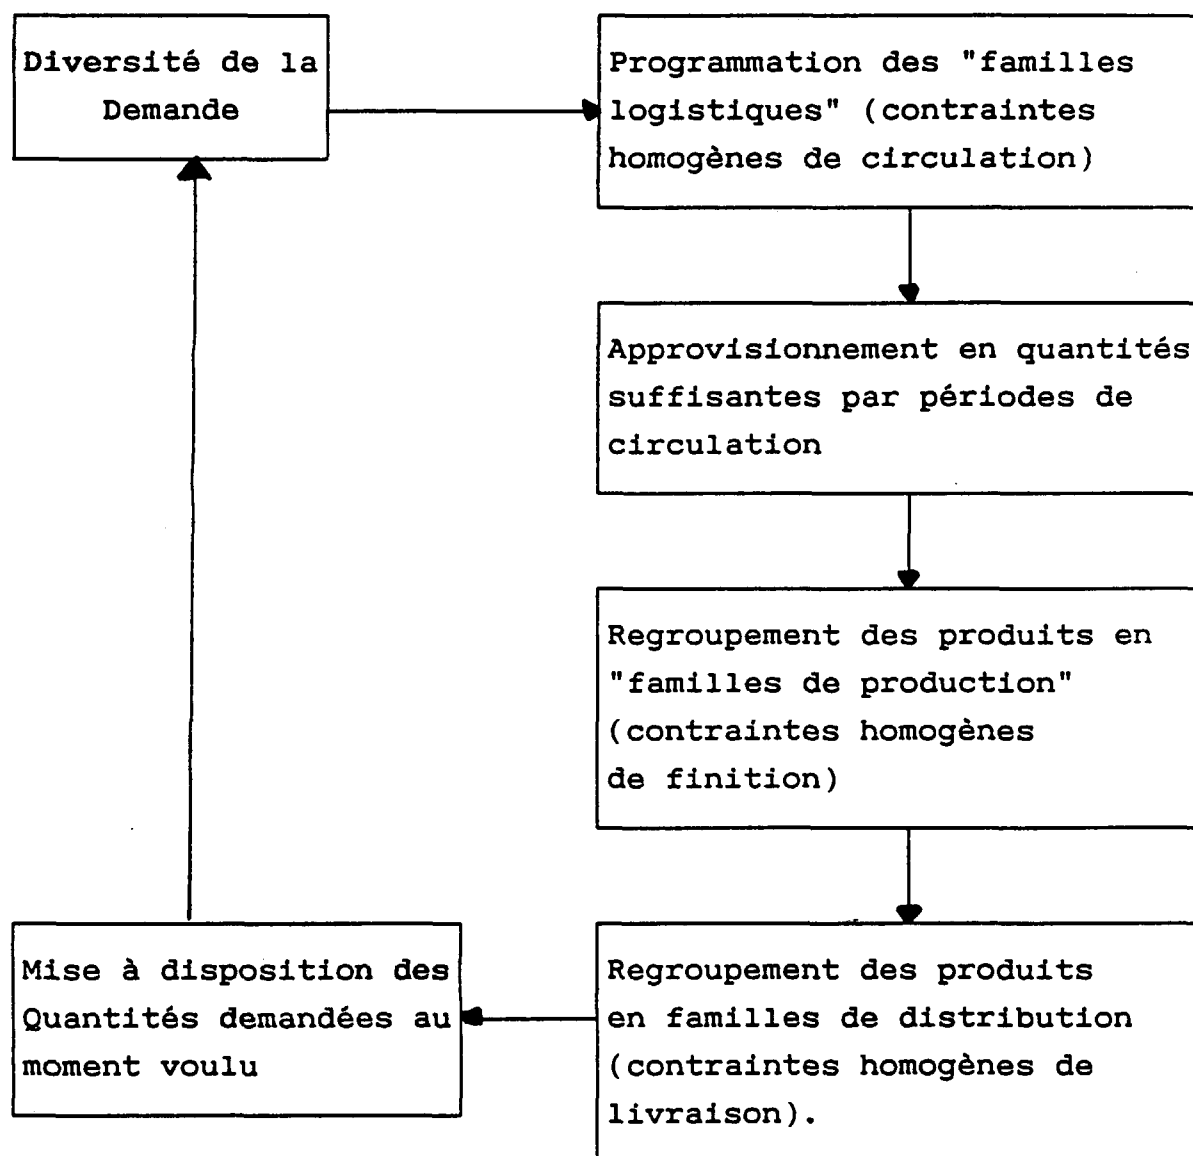 Diversité de la
Demande
Programmation des "familles
logistiques" (contraintes
homogènes de circulation)
Approvisionnement en quantités
suffisantes par périodes de
circulation
Regroupement des produits en
"familles de production"
(contraintes homogènes
de finition)
Regroupement des produits
en familles de distribution
(contraintes homogènes de
livraison).
Mise à disposition des
Quantités demandées au
moment voulu